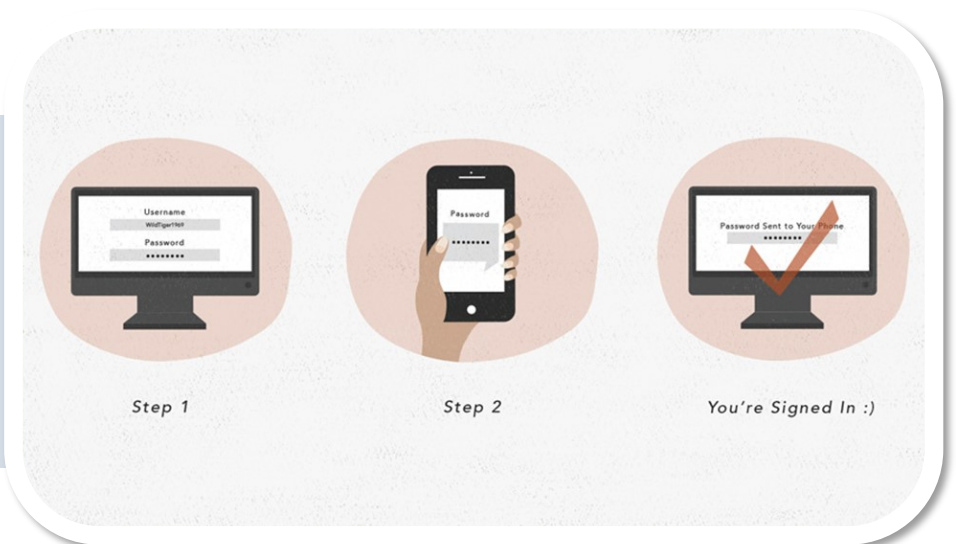 Username
WildTiger1969
Password
••••••••
Password
••••••••
Password Sent to Your Phone
••••••••
Step 1
Step 2
You're Signed In :)